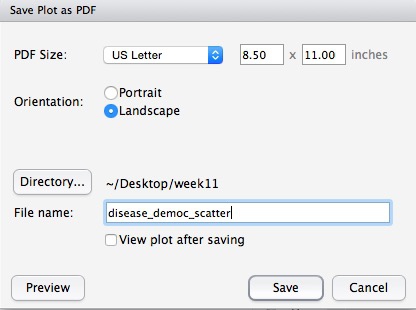 Save Plot as PDF
PDF Size: US Letter 8.50 x 11.00 inches
Orientation: Portrait
Landscape
Directory... ~/Desktop/week11
File name: disease_democ_scatter
View plot after saving
Preview Save Cancel